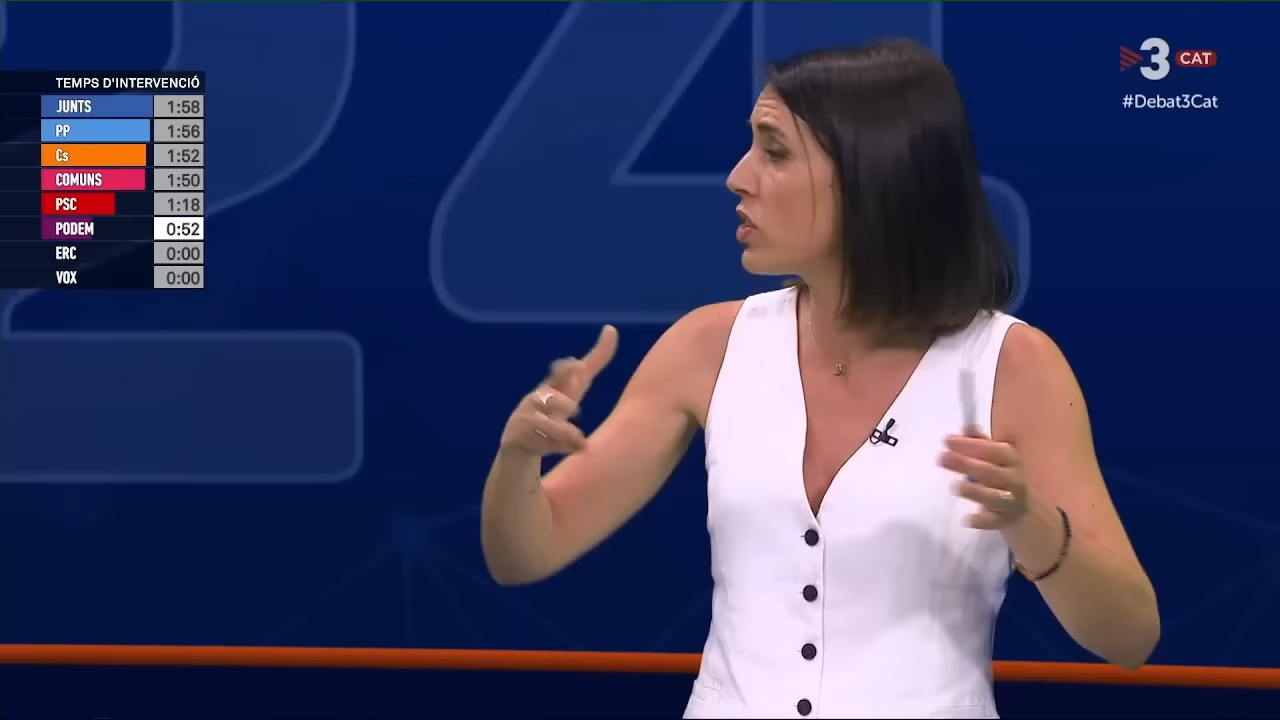 TEMPS D'INTERVENCIÓ
JUNTS 1:58
PP 1:56
Cs 1:52
COMUNS 1:50
PSC 1:18
PODEM 0:52
ERC 0:00
VOX 0:00
3 CAT
#Debat3Cat
24